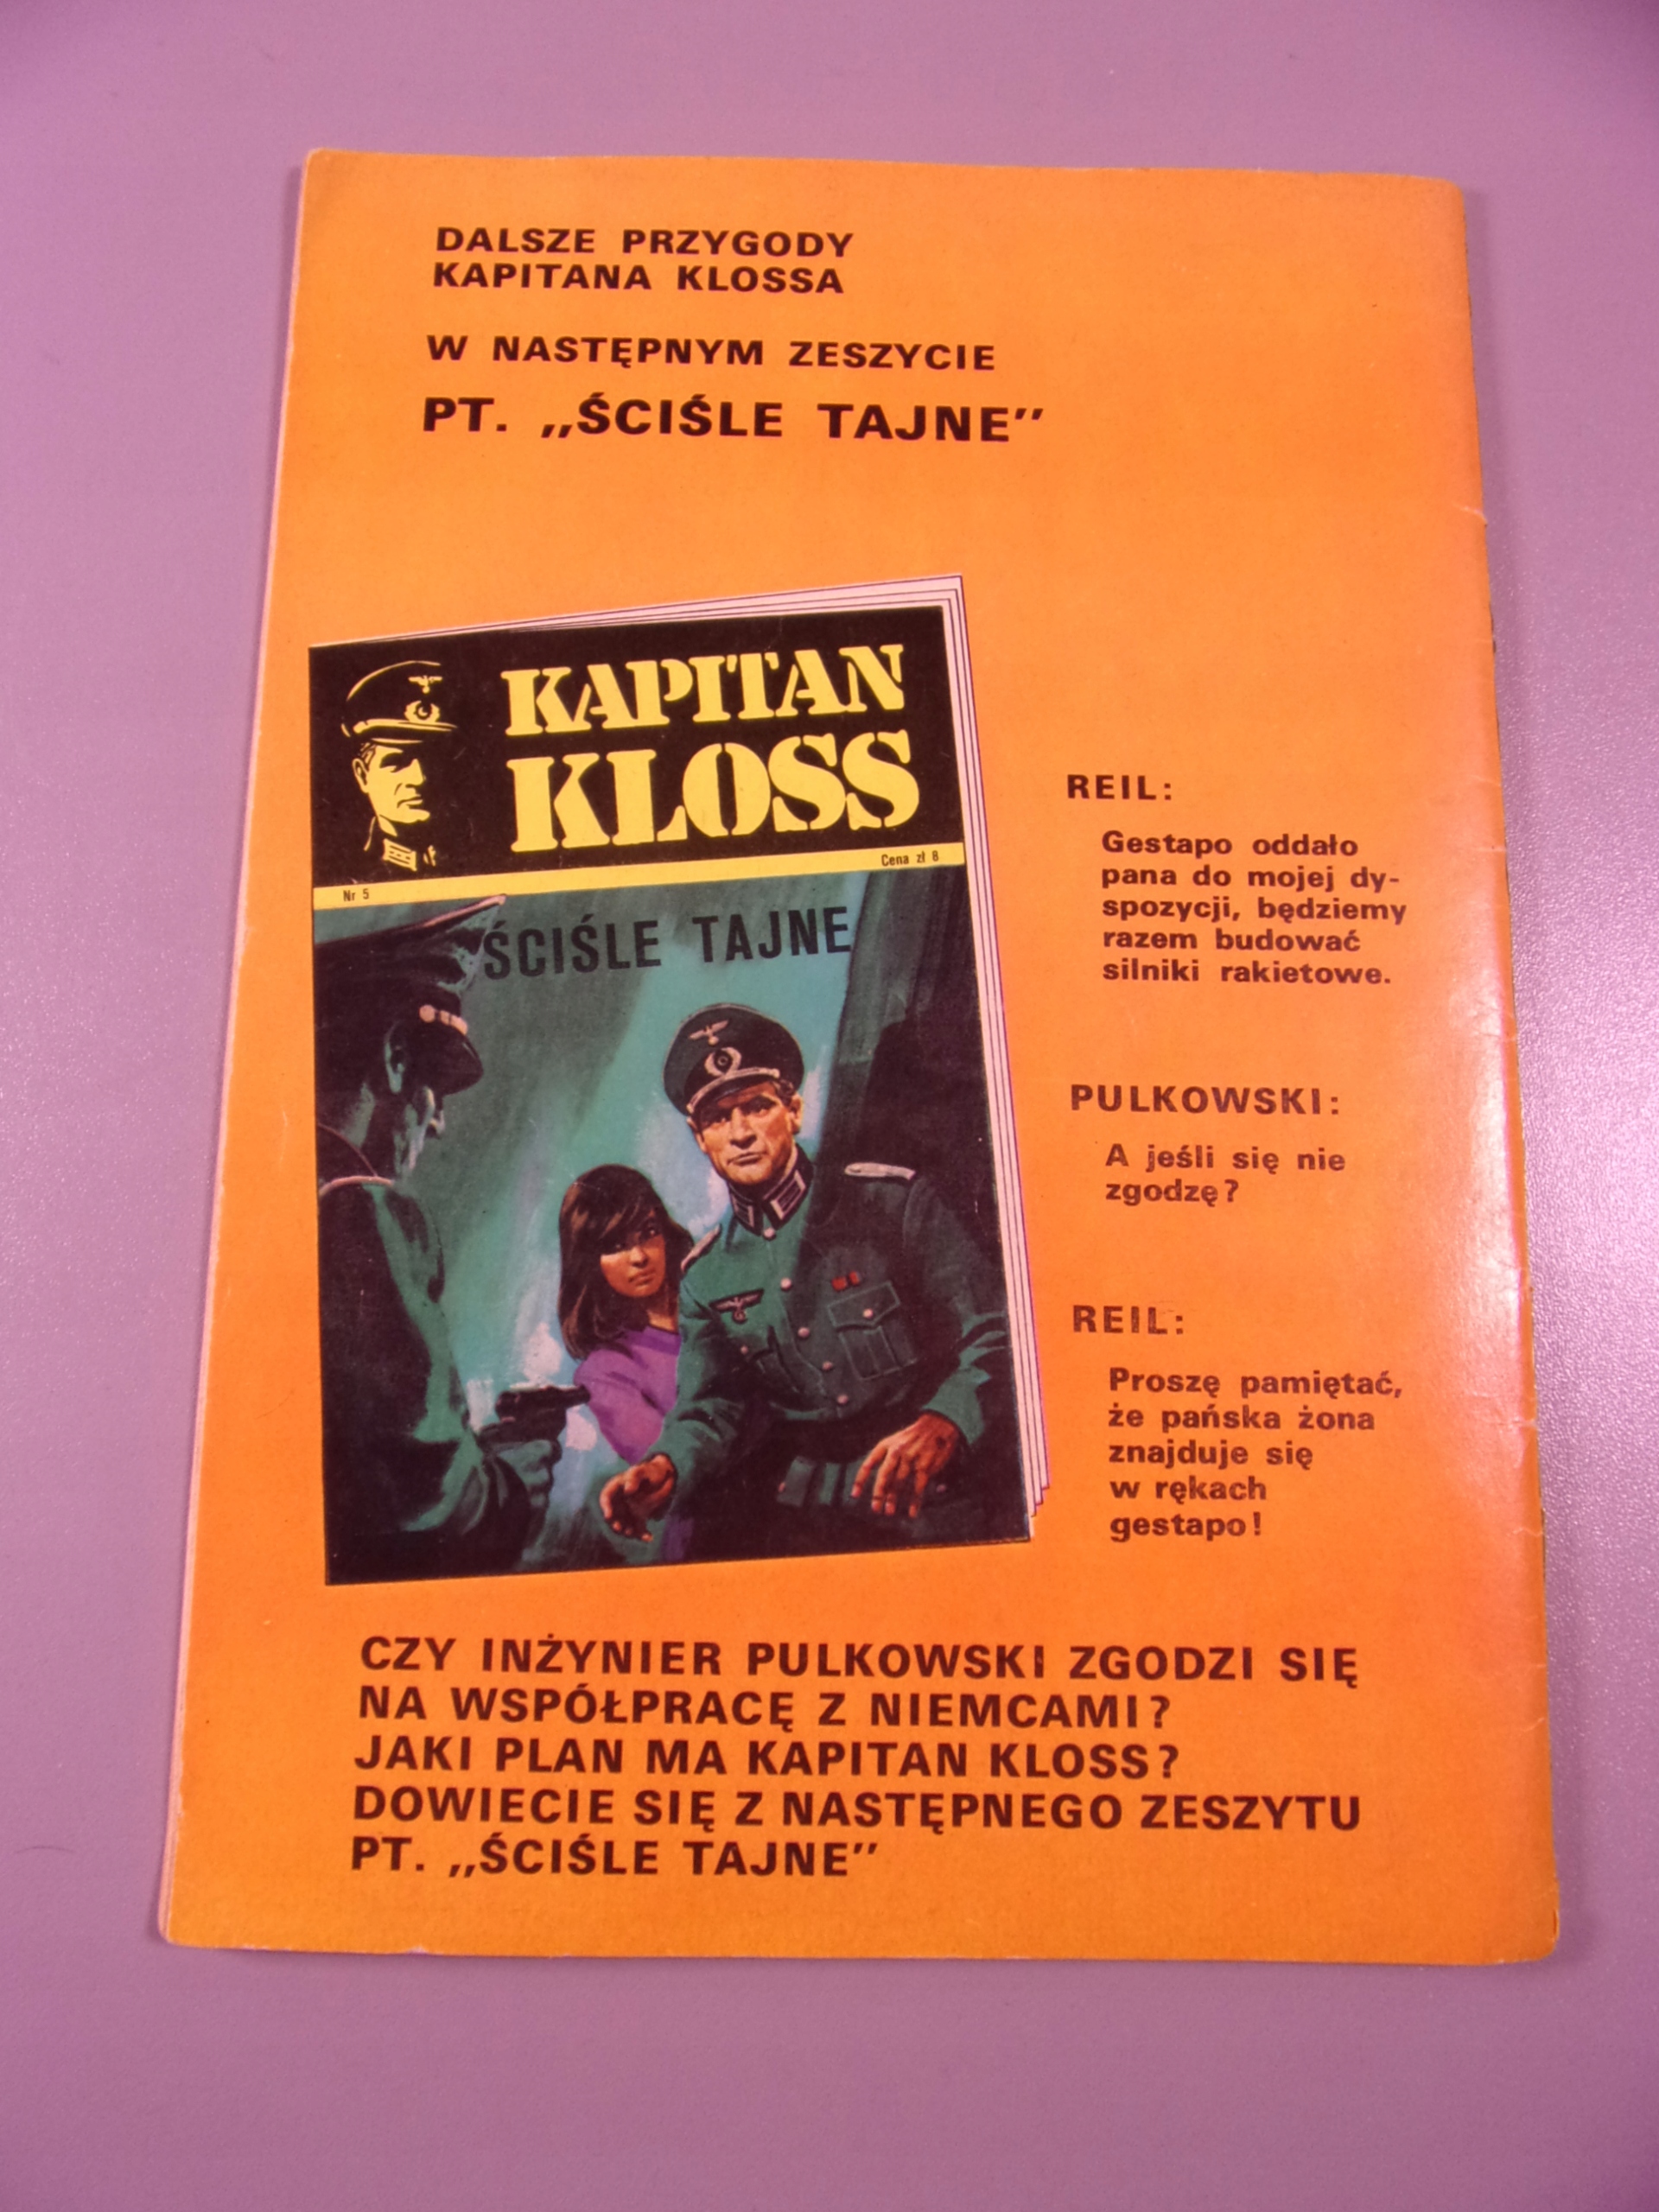 DALSZE PRZYGODY
KAPITANA KLOSSA
W NASTĘPNYM ZESZYCIE
PT. „ŚCIŚLE TAJNE”
KAPITAN
KLOSS
Nr 5
Cena zł 8
ŚCIŚLE TAJNE
REIL:
Gestapo oddało
pana do mojej dy-
spozycji, będziemy
razem budować
silniki rakietowe.
PULKOWSKI:
A jeśli się nie
zgodzę?
REIL:
Proszę pamiętać,
że pańska żona
znajduje się
w rękach
gestapo!
CZY INŻYNIER PULKOWSKI ZGODZI SIĘ
NA WSPÓŁPRACĘ Z NIEMCAMI?
JAKI PLAN MA KAPITAN KLOSS?
DOWIECIE SIĘ Z NASTĘPNEGO ZESZYTU
PT. „ŚCIŚLE TAJNE”